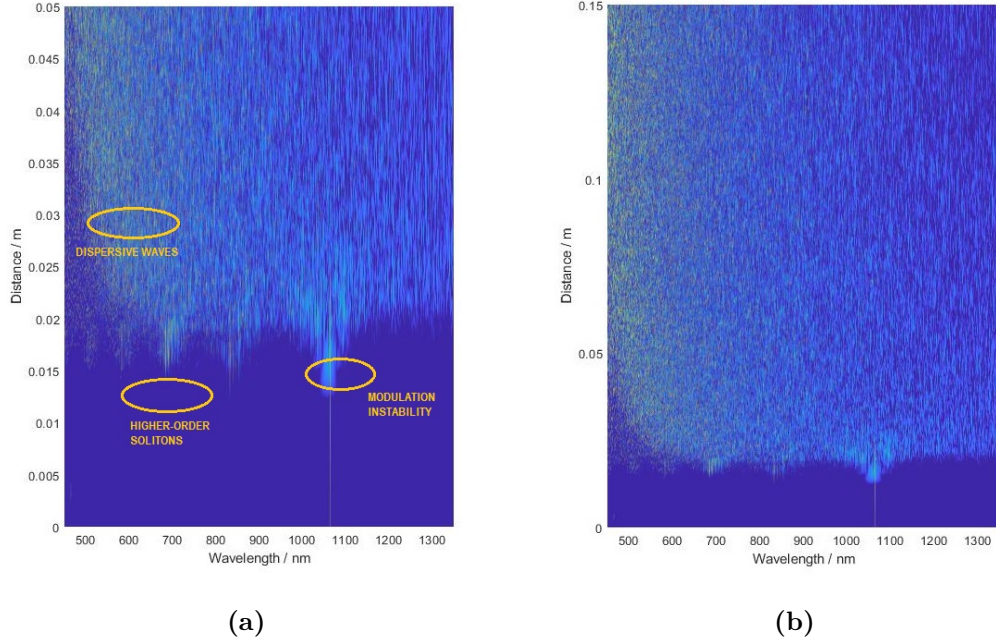 0.05
0.045
0.04
0.035
0.03
0.025
0.02
0.015
0.01
0.005
0
Distance / m
DISPERSIVE WAVES
HIGHER-ORDER
SOLITONS
MODULATION
INSTABILITY
500 600 700 800 900 1000 1100 1200 1300
Wavelength / nm
(a)
0.15
0.1
0.05
0
Distance / m
500 600 700 800 900 1000 1100 1200 1300
Wavelength / nm
(b)